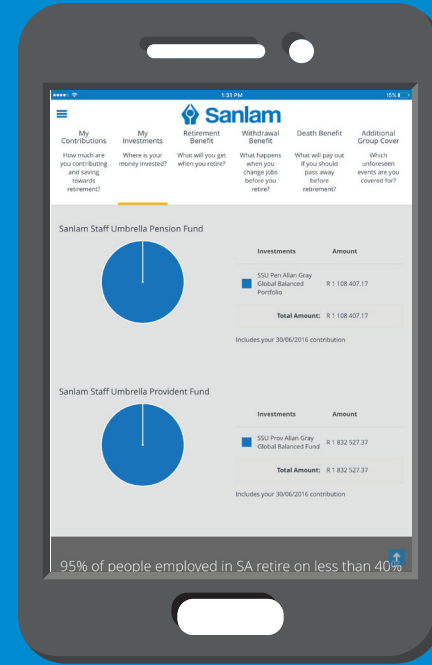 1:31 PM
15%
Sanlam
My Contributions
How much are
you contributing
and saving
towards
retirement?
My Investments
Where is your
money invested?
Retirement Benefit
What will you get
when you retire?
Withdrawal Benefit
What happens
when you
change jobs
before you
retire?
Death Benefit
What will pay out
if you should
pass away
before
retirement?
Additional Group Cover
Which
unforeseen
events are you
covered for?
Sanlam Staff Umbrella Pension Fund
Investments Amount
SSU Pen Allan Gray
Global Balanced R 1 108 407.17
Portfolio
Total Amount: R 1 108 407.17
Includes your 30/06/2016 contribution
Sanlam Staff Umbrella Provident Fund
Investments Amount
SSU Prov Allan Gray R 1 832 527.37
Global Balanced Fund
Total Amount: R 1 832 527.37
Includes your 30/06/2016 contribution
95% of people employed in SA retire on less than 40%